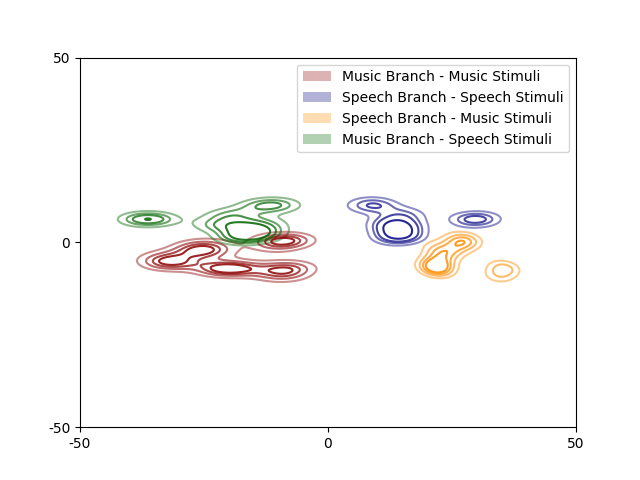 50
Music Branch - Music Stimuli
Speech Branch - Speech Stimuli
Speech Branch - Music Stimuli
Music Branch - Speech Stimuli
0
-50
-50
0
50